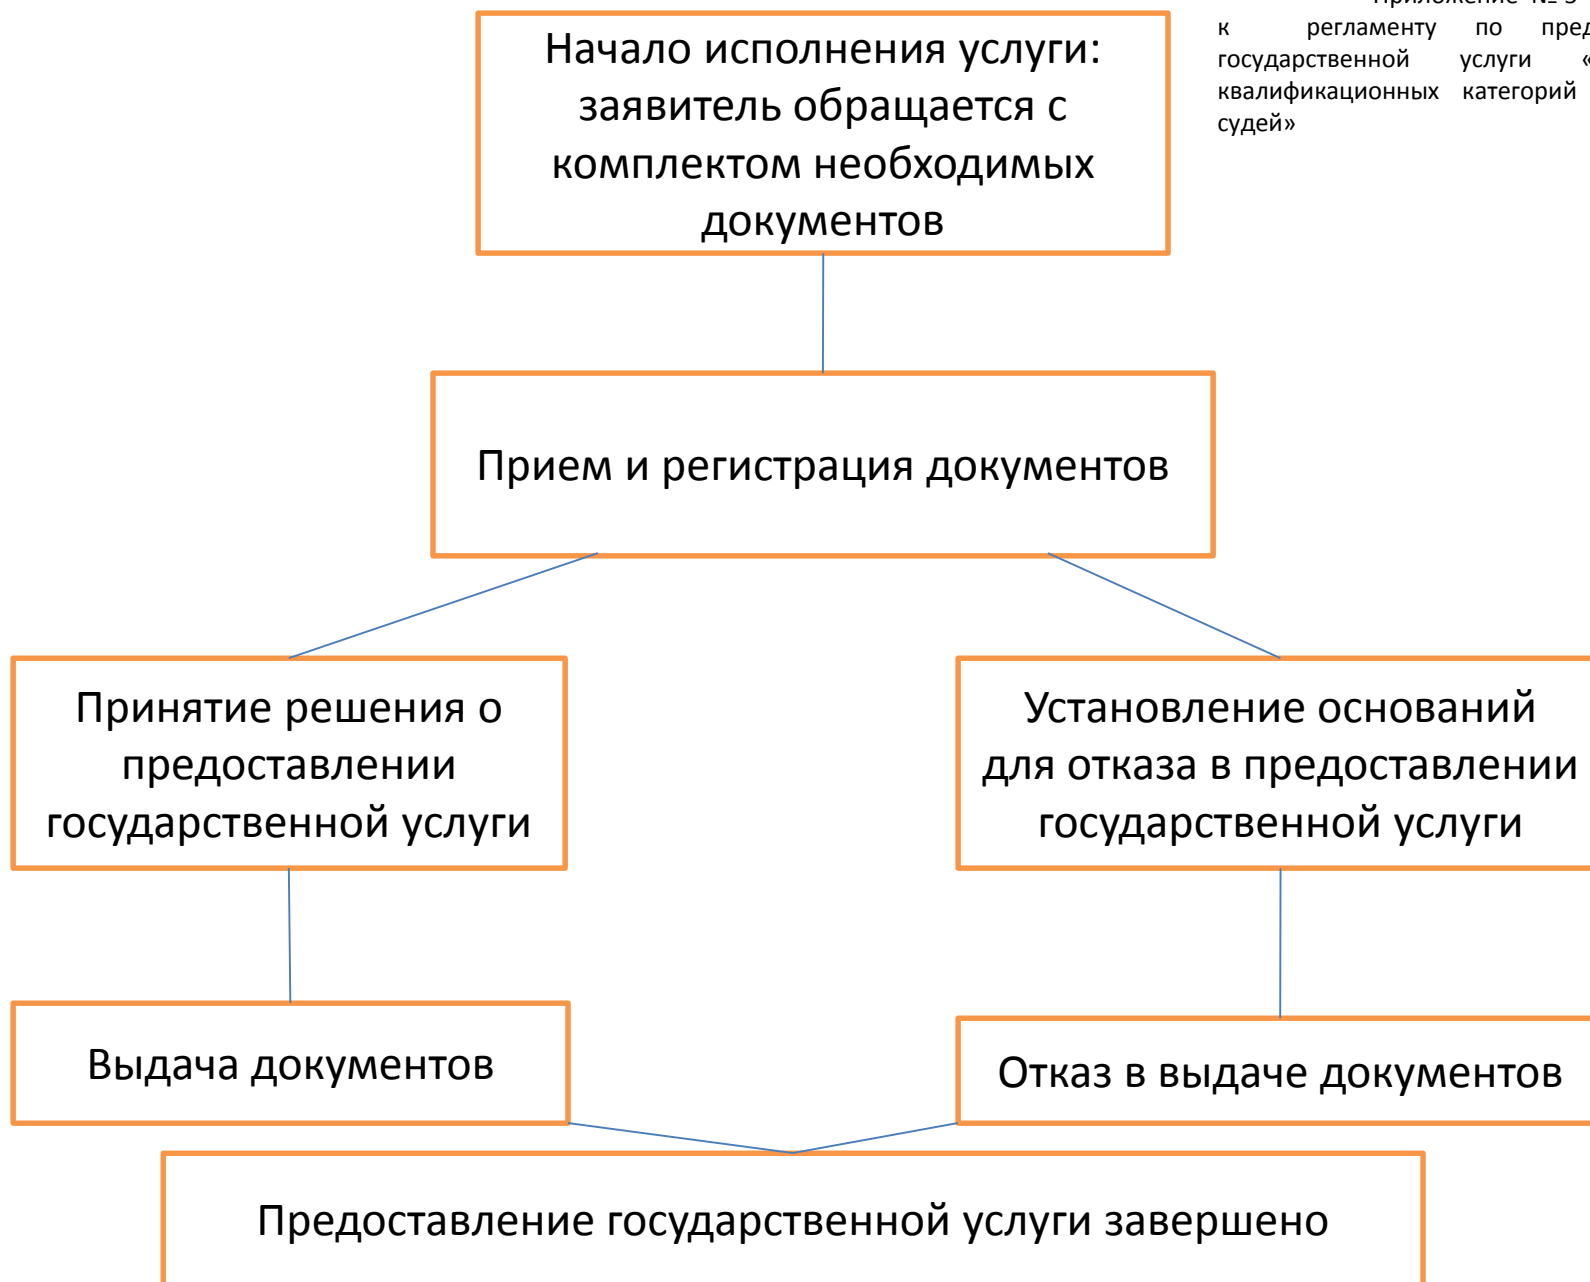 Приложение №
к регламенту по
государственной услуги «
квалификационных категорий
судей»
Начало исполнения услуги:
заявитель обращается с
комплектом необходимых
документов
Прием и регистрация документов
Принятие решения о
предоставлении
государственной услуги
Установление оснований
для отказа в предоставлении
государственной услуги
Выдача документов
Отказ в выдаче документов
Предоставление государственной услуги завершено